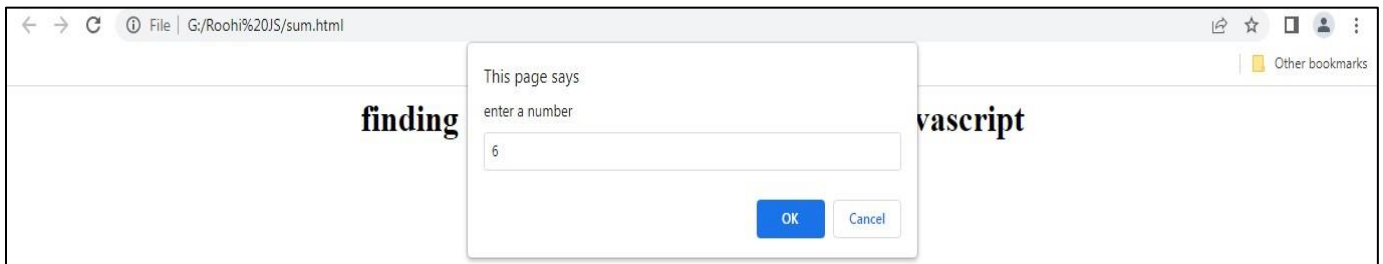 File G:/Roohi%20JS/sum.html
Other bookmarks
This page says
enter a number
finding vascript
6
OK Cancel